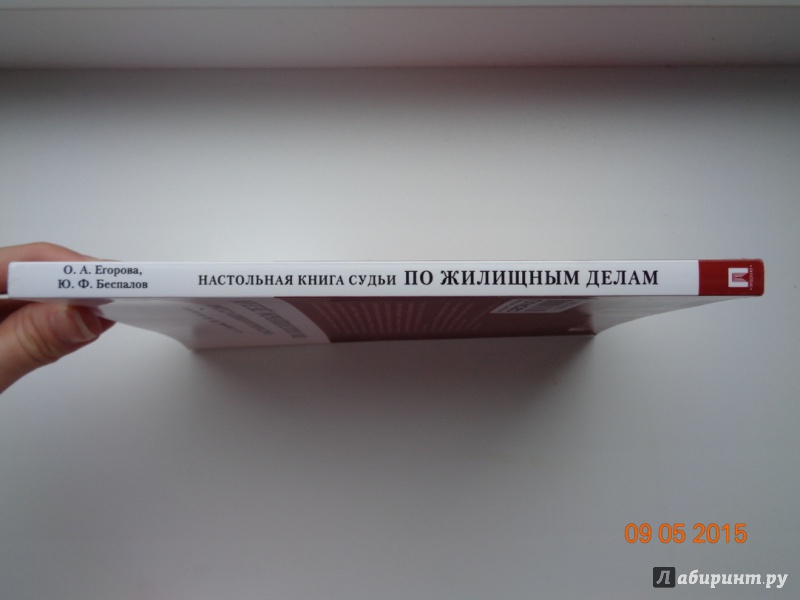 О. А. Егорова,
Ю. Ф. Беспалов
НАСТОЛЬНАЯ КНИГА СУДЬИ ПО ЖИЛИЩНЫМ ДЕЛАМ
09 05 2015
Лабиринт.ру